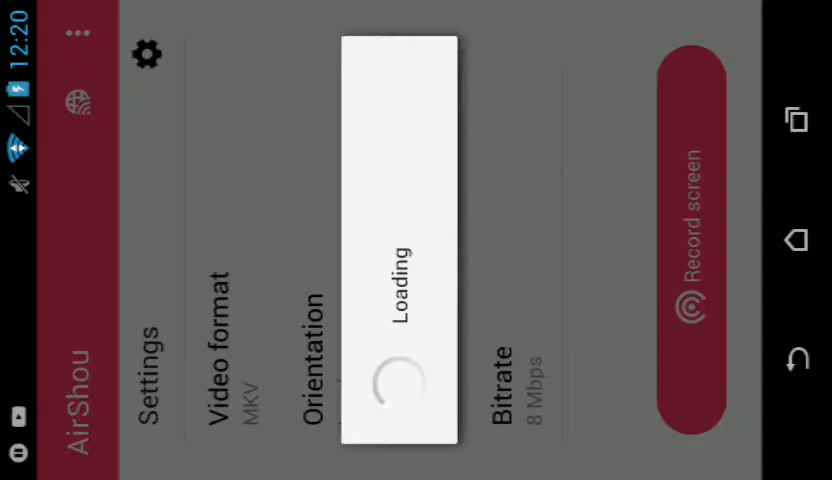 12:20
AirShou
Settings
Video format
MKV
Orientation
Loading
Bitrate
8 Mbps
Record screen